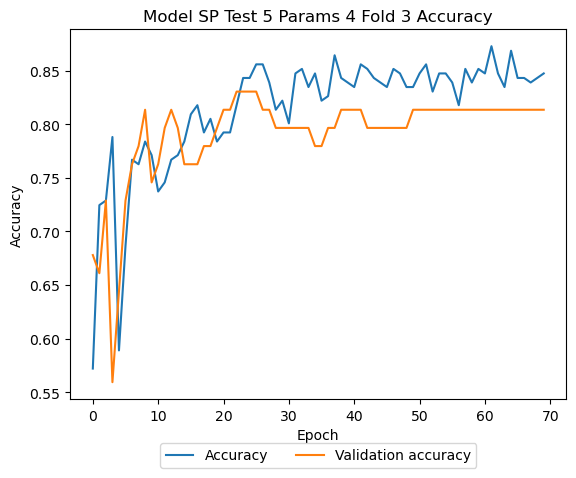 Model SP Test 5 Params 4 Fold 3 Accuracy
Accuracy
0.85
0.80
0.75
0.70
0.65
0.60
0.55
0 10 20 30 40 50 60 70
Epoch
Accuracy Validation accuracy